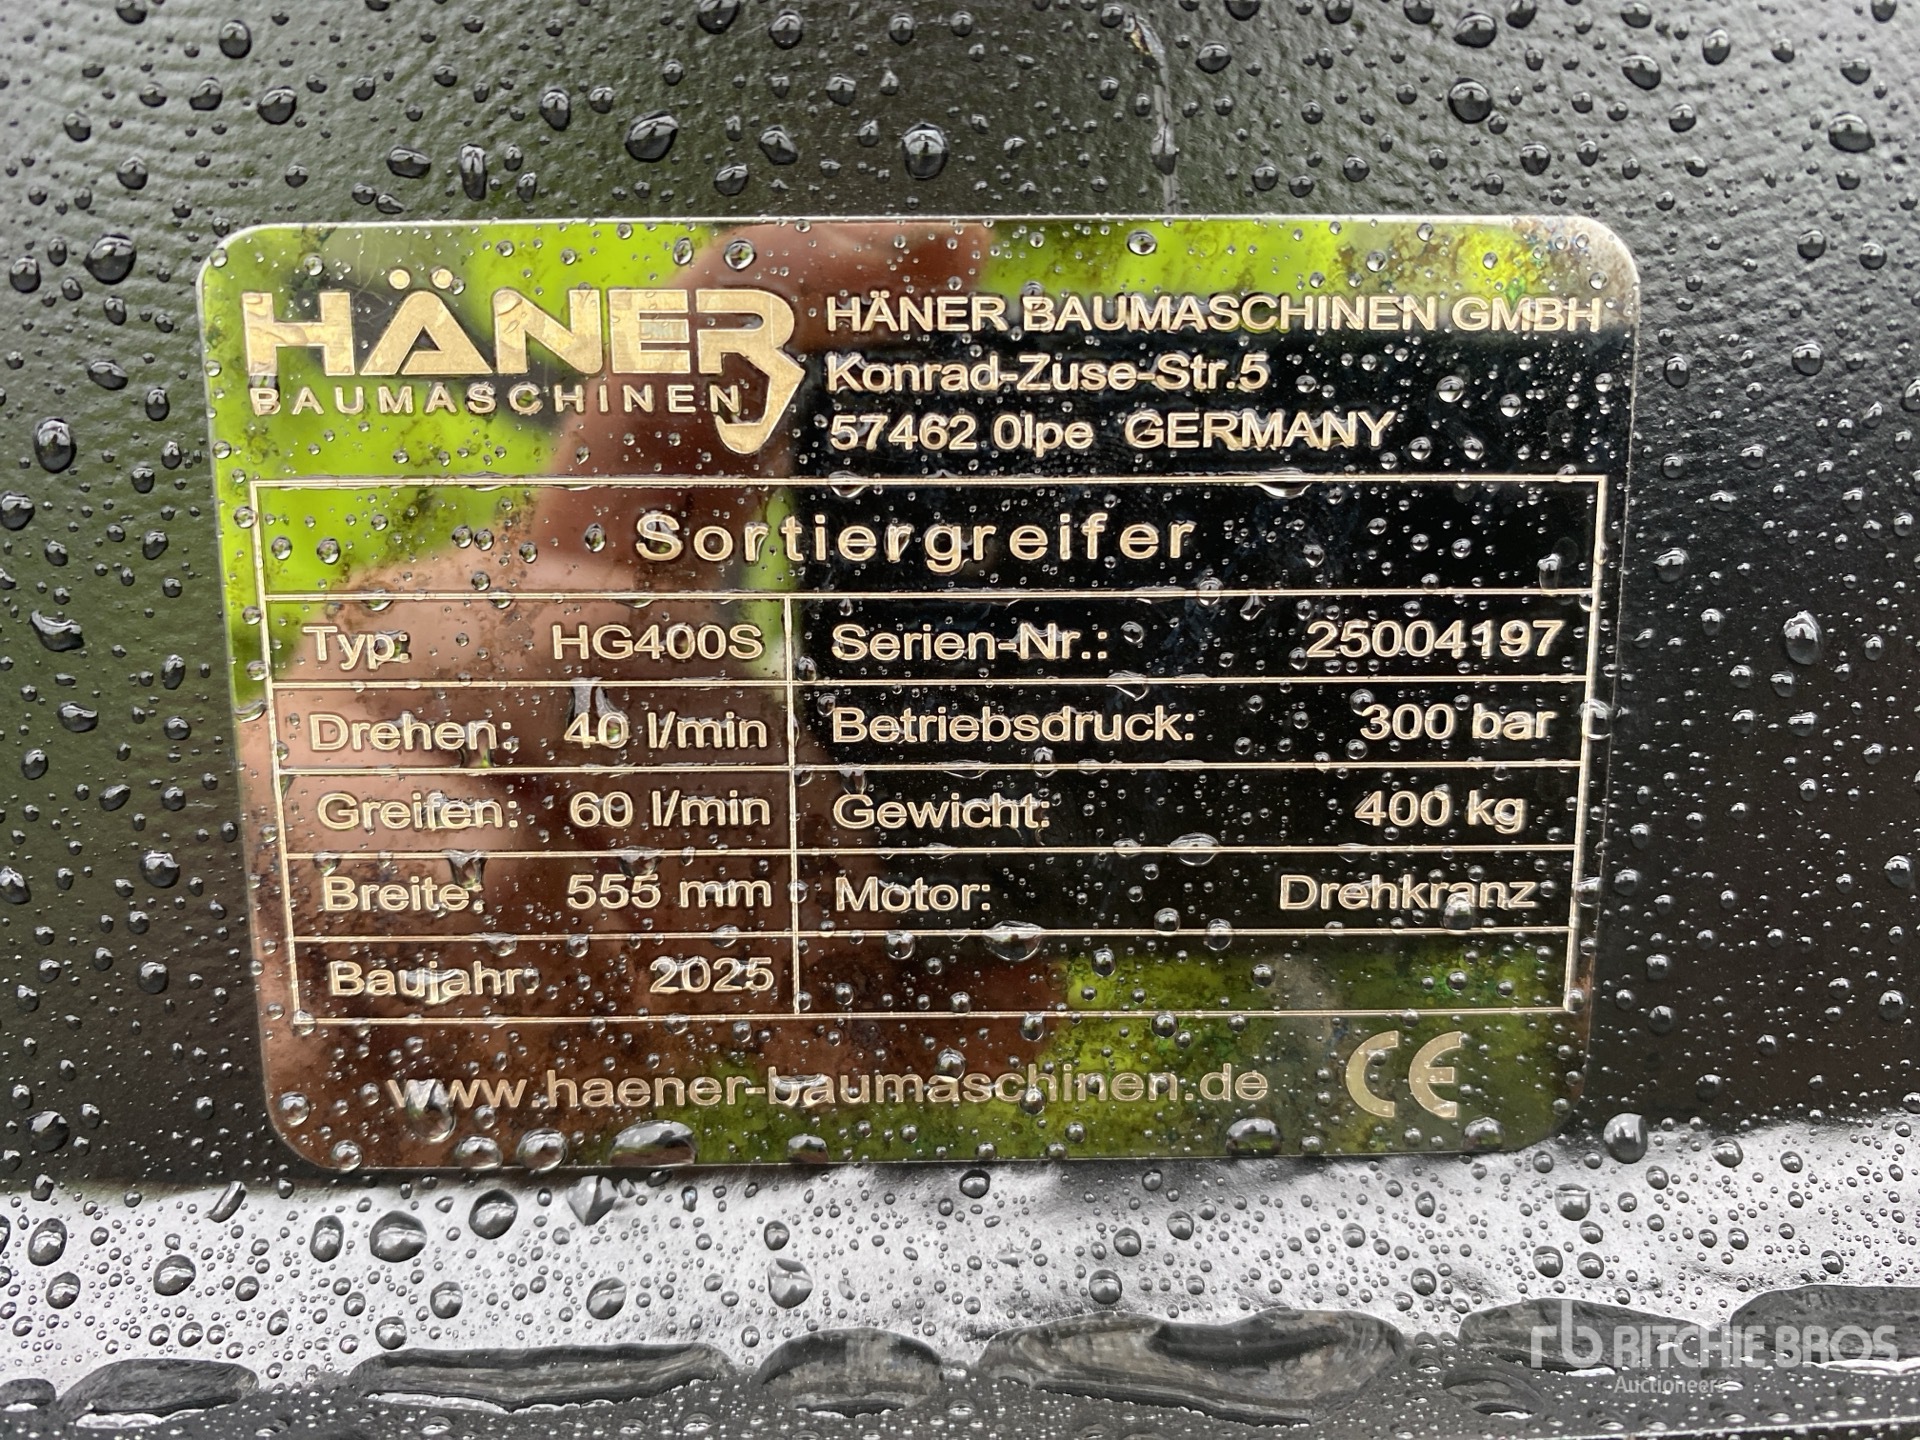 HÄNER
BAUMASCHINEN
HÄNER BAUMASCHINEN GMBH
Konrad-Zuse-Str.5
57462 Olpe GERMANY
Sortiergreifer
Typ: HG400S Serien-Nr.: 25004197
Drehen: 40 l/min Betriebsdruck: 300 bar
Greifen: 60 l/min Gewicht: 400 kg
Breite: 555 mm Motor: Drehkranz
Baujahr: 2025
www.haener-baumaschinen.de CE
rb RITCHIE BROS
Auctioneers